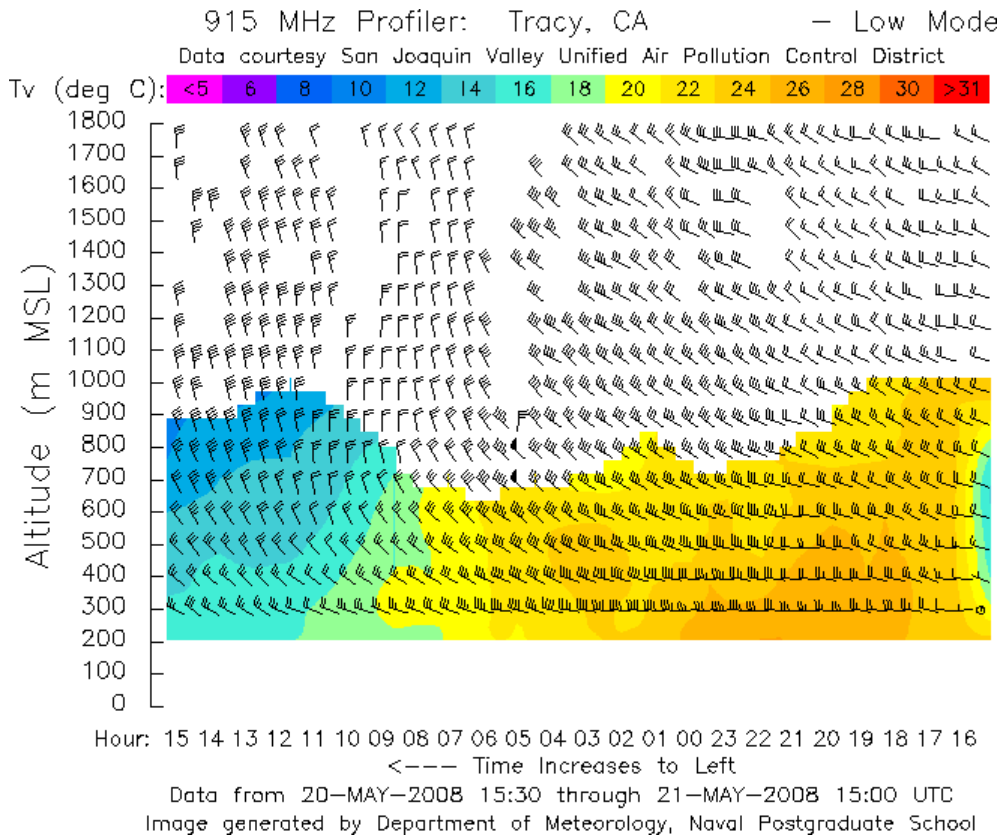 915 MHz Profiler: Tracy, CA – Low Mode
Data courtesy San Joaquin Valley Unified Air Pollution Control District
Tv (deg C): <5 6 8 10 12 14 16 18 20 22 24 26 28 30 >31
1800
1700
1600
1500
1400
1300
1200
1100
1000
900
800
700
600
500
400
300
200
100
0
Altitude (m MSL)
Hour: 15 14 13 12 11 10 09 08 07 06 05 04 03 02 01 00 23 22 21 20 19 18 17 16
<––– Time Increases to Left
Data from 20–MAY–2008 15:30 through 21–MAY–2008 15:00 UTC
Image generated by Department of Meteorology, Naval Postgraduate School